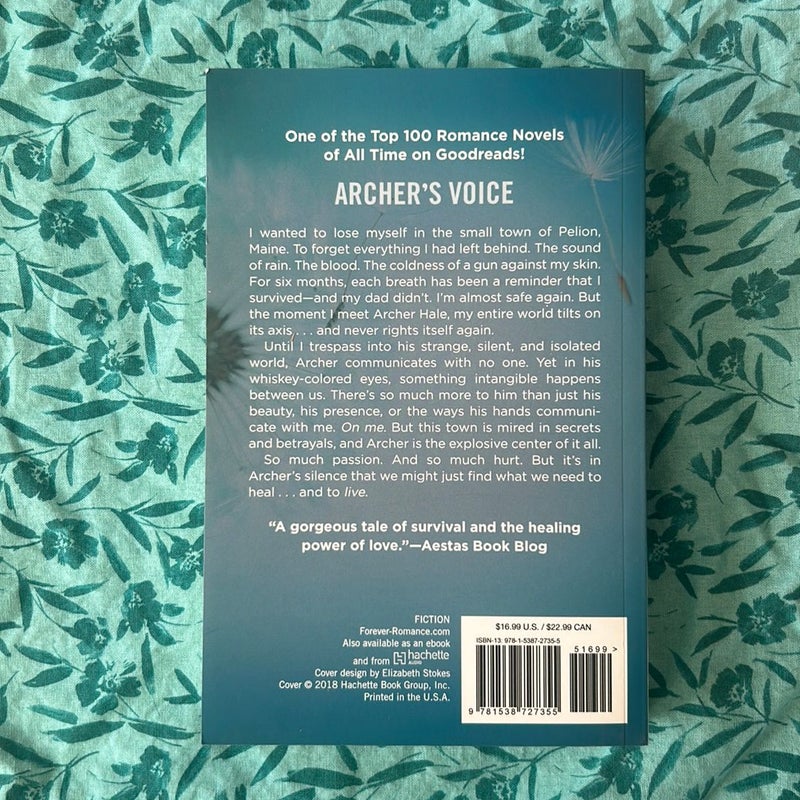 One of the Top 100 Romance Novels
of All Time on Goodreads!
ARCHER'S VOICE
I wanted to lose myself in the small town of Pelion,
Maine. To forget everything I had left behind. The sound
of rain. The blood. The coldness of a gun against my skin.
For six months, each breath has been a reminder that I
survived—and my dad didn't. I'm almost safe again. But
the moment I meet Archer Hale, my entire world tilts on
its axis . . . and never rights itself again.
Until I trespass into his strange, silent, and isolated
world, Archer communicates with no one. Yet in his
whiskey-colored eyes, something intangible happens
between us. There's so much more to him than just his
beauty, his presence, or the ways his hands communi-
cate with me. On me. But this town is mired in secrets
and betrayals, and Archer is the explosive center of it all.
So much passion. And so much hurt. But it's in
Archer's silence that we might just find what we need to
heal . . . and to live.
"A gorgeous tale of survival and the healing
power of love."—Aestas Book Blog
FICTION
Forever-Romance.com
Also available as an ebook
and from hachette
AUDIO
Cover design by Elizabeth Stokes
Cover © 2018 Hachette Book Group, Inc.
Printed in the U.S.A.
$16.99 U.S. / $22.99 CAN
ISBN-13: 978-1-5387-2735-5
51699>
9 781538 727355